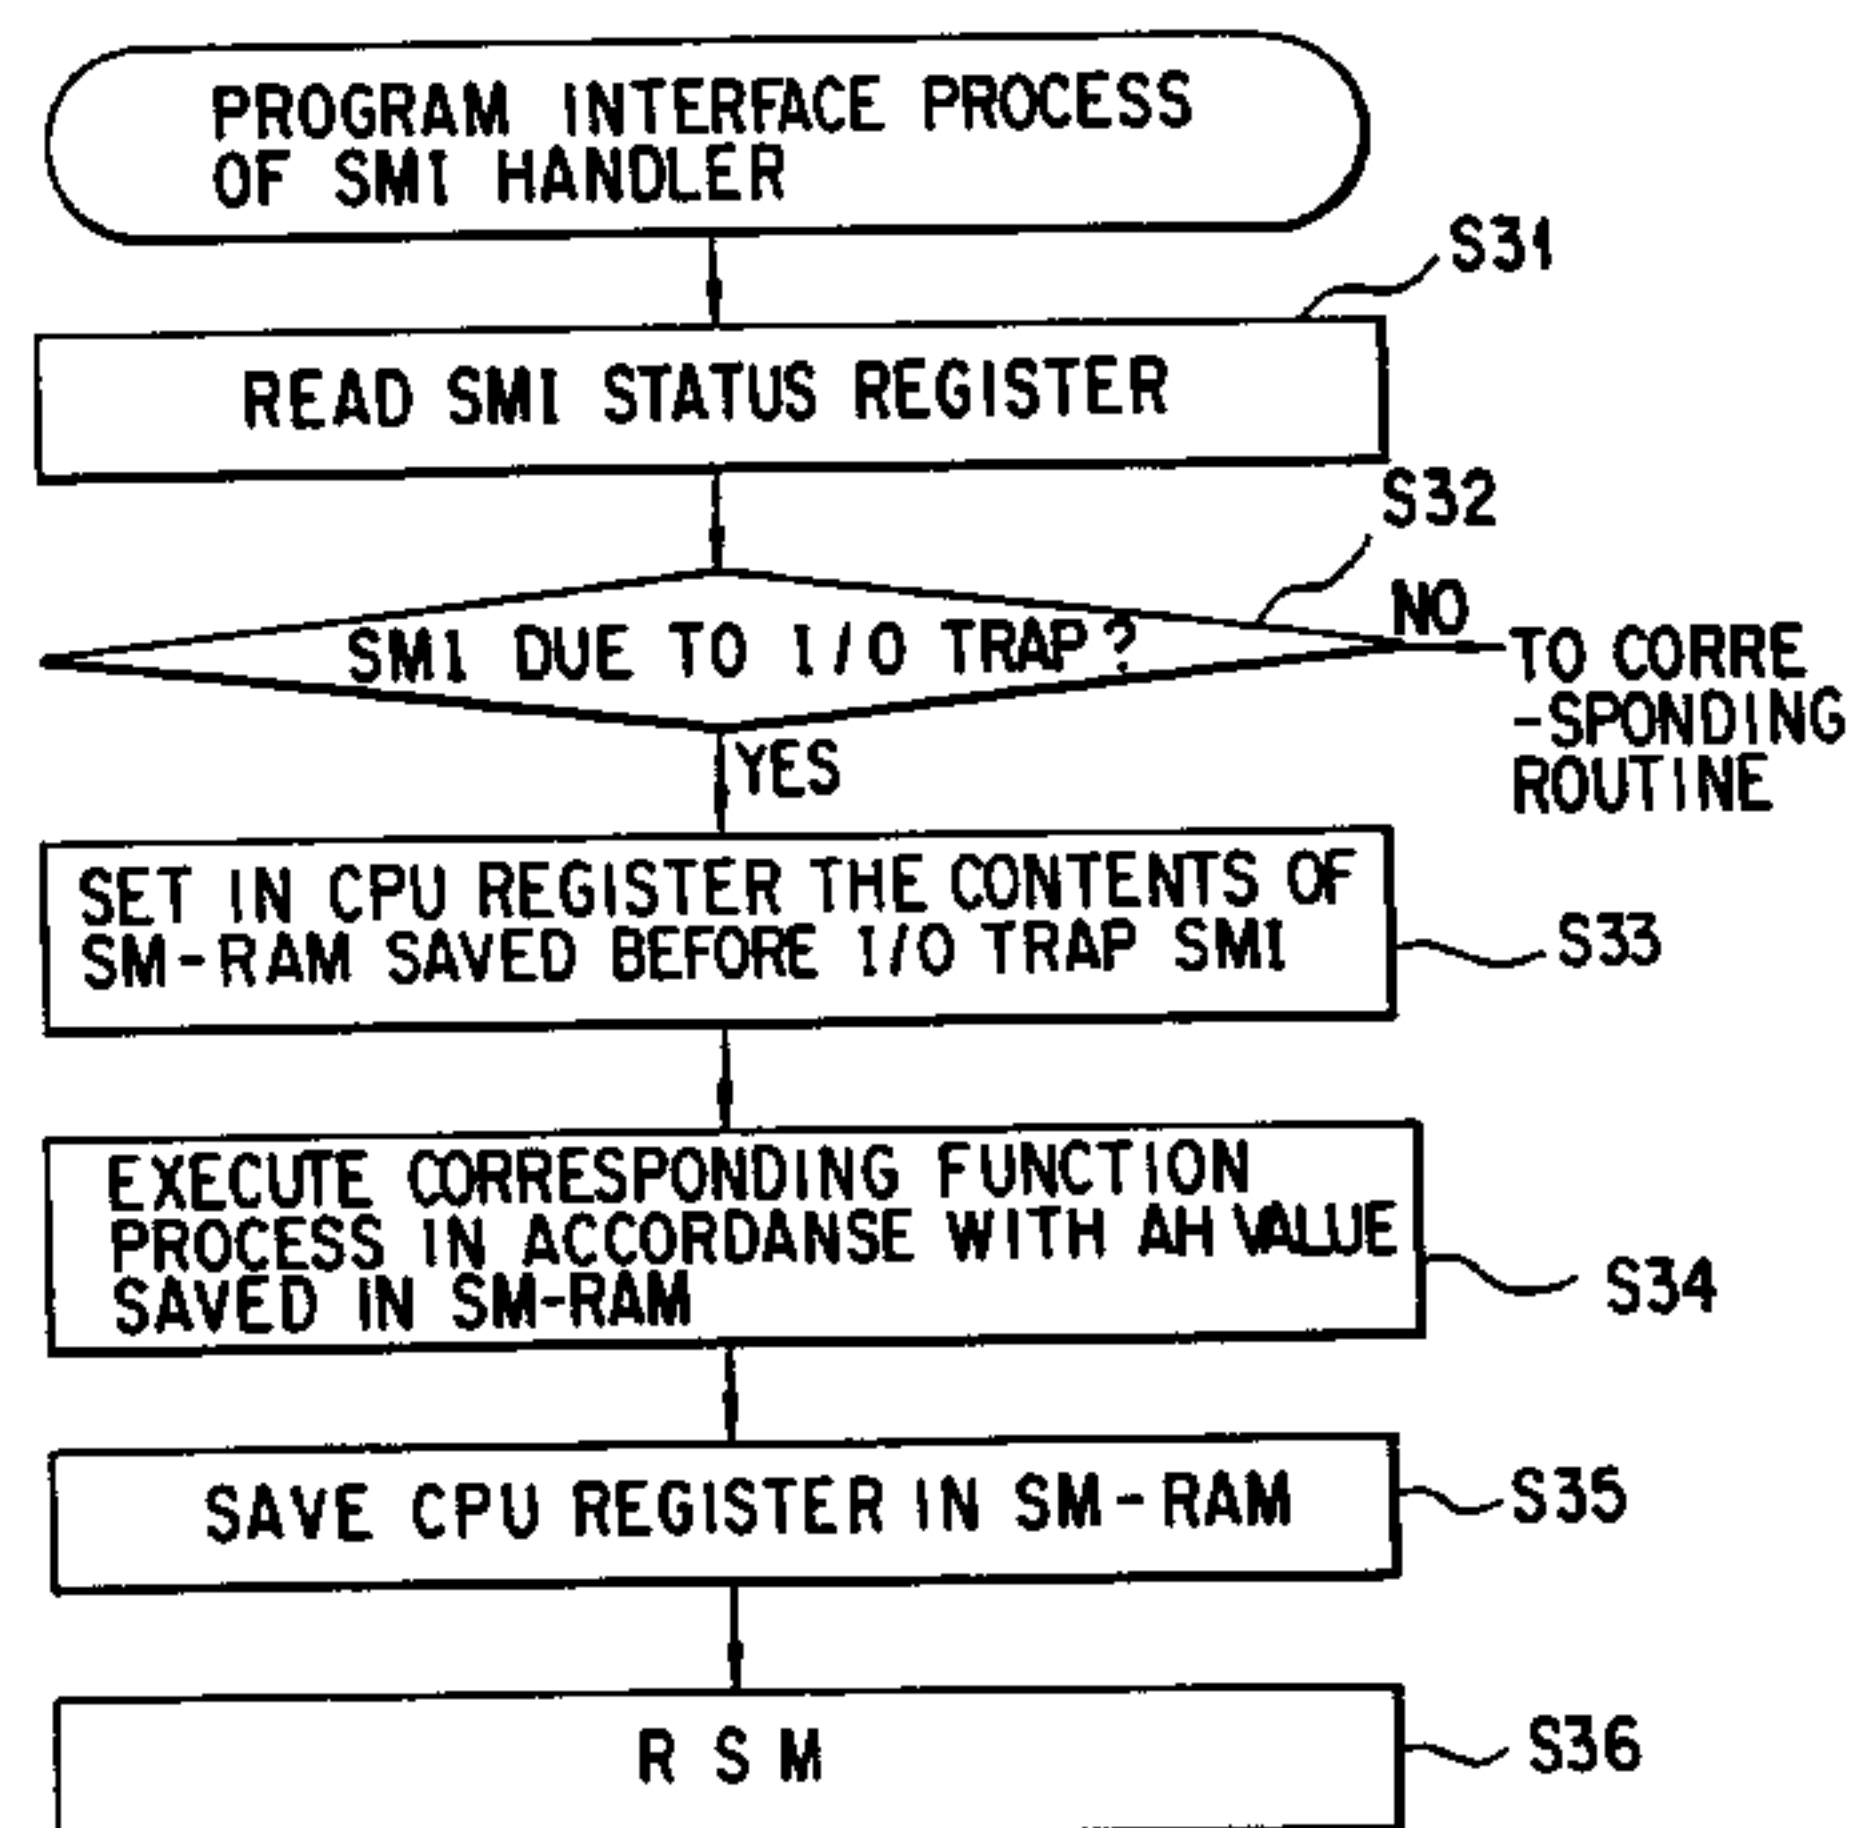 PROGRAM INTERFACE PROCESS
OF SMI HANDLER
S31
READ SMI STATUS REGISTER
S32
SMI DUE TO I/O TRAP?
NO
TO CORRE
-SPONDING
ROUTINE
YES
SET IN CPU REGISTER THE CONTENTS OF
SM-RAM SAVED BEFORE I/O TRAP SMI
S33
EXECUTE CORRESPONDING FUNCTION
PROCESS IN ACCORDANSE WITH AH VALUE
SAVED IN SM-RAM
S34
SAVE CPU REGISTER IN SM-RAM
S35
RSM
S36